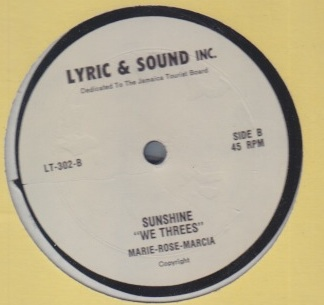 LYRIC & SOUND INC.
Dedicated To The Jamaica Tourist Board
SIDE B
45 RPM
LT-302-B
SUNSHINE
"WE THREES"
MARIE-ROSE-MARCIA
Copyright